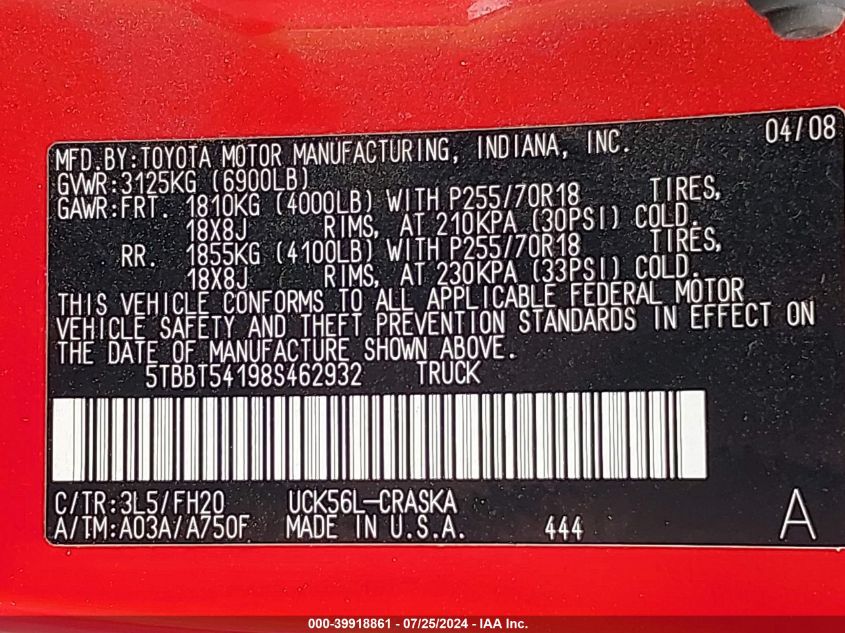 04/08
MFD.BY:TOYOTA MOTOR MANUFACTURING, INDIANA, INC.
GVWR:3125KG (6900LB)
GAWR:FRT. 1810KG (4000LB) WITH P255/70R18 TIRES,
18X8J RIMS, AT 210KPA (30PSI) COLD.
RR. 1855KG (4100LB) WITH P255/70R18 TIRES,
18X8J RIMS, AT 230KPA (33PSI) COLD.
THIS VEHICLE CONFORMS TO ALL APPLICABLE FEDERAL MOTOR
VEHICLE SAFETY AND THEFT PREVENTION STANDARDS IN EFFECT ON
THE DATE OF MANUFACTURE SHOWN ABOVE.
5TBBT54198S462932 TRUCK
C/TR:3L5/FH20 UCK56L-CRASKA
A/TM:A03A/A750F MADE IN U.S.A. 444 A
000-39918861 - 07/25/2024 - IAA Inc.